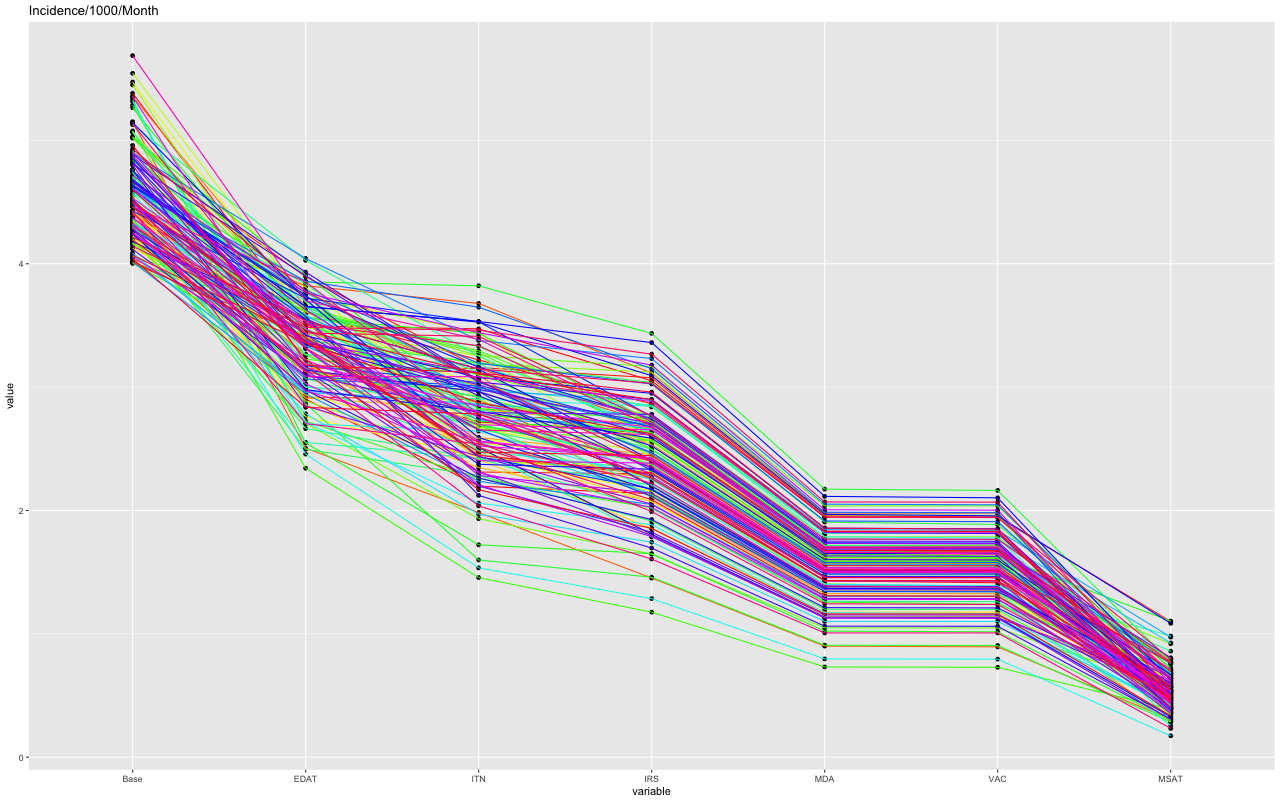 Incidence/1000/Month
value
4
2
0
Base EDAT ITN IRS MDA VAC MSAT
variable